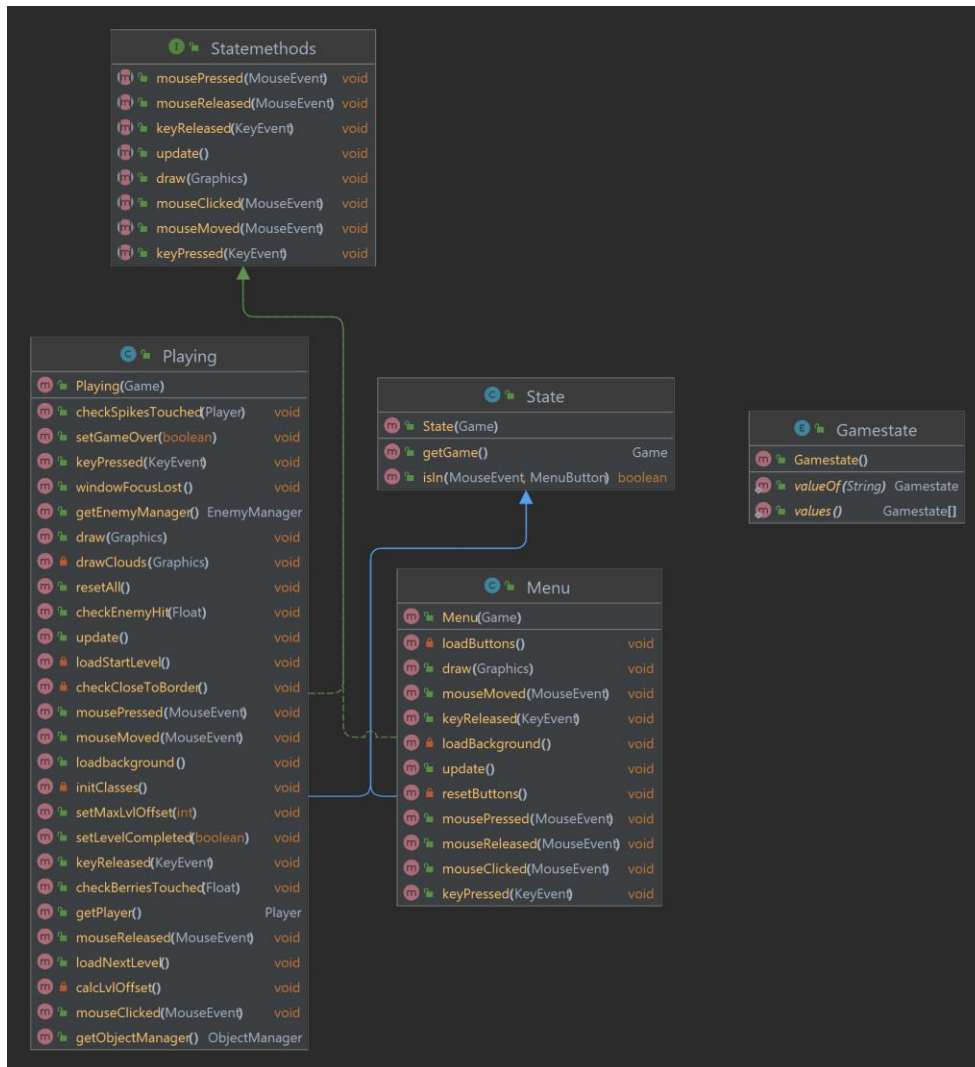 I Statemethods
m mousePressed(MouseEvent) void
m mouseReleased(MouseEvent) void
m keyReleased(KeyEvent) void
m update() void
m draw(Graphics) void
m mouseClicked(MouseEvent) void
m mouseMoved(MouseEvent) void
m keyPressed(KeyEvent) void
C Playing
m Playing(Game)
m checkSpikesTouched(Player) void
m setGameOver(boolean) void
m keyPressed(KeyEvent) void
m windowFocusLost() void
m getEnemyManager() EnemyManager
m draw(Graphics) void
m drawClouds(Graphics) void
m resetAll() void
m checkEnemyHit(Float) void
m update() void
m loadStartLevel() void
m checkCloseToBorder() void
m mousePressed(MouseEvent) void
m mouseMoved(MouseEvent) void
m loadbackground() void
m initClasses() void
m setMaxLvlOffset(int) void
m setLevelCompleted(boolean) void
m keyReleased(KeyEvent) void
m checkBerriesTouched(Float) void
m getPlayer() Player
m mouseReleased(MouseEvent) void
m loadNextLevel() void
m calcLvlOffset() void
m mouseClicked(MouseEvent) void
m getObjectManager() ObjectManager
C State
m State(Game)
m getGame() Game
m isIn(MouseEvent, MenuButton) boolean
C Menu
m Menu(Game)
m loadButtons() void
m draw(Graphics) void
m mouseMoved(MouseEvent) void
m keyReleased(KeyEvent) void
m loadBackground() void
m update() void
m resetButtons() void
m mousePressed(MouseEvent) void
m mouseReleased(MouseEvent) void
m mouseClicked(MouseEvent) void
m keyPressed(KeyEvent) void
E Gamestate
m Gamestate()
m valueOf(String) Gamestate
m values() Gamestate[]